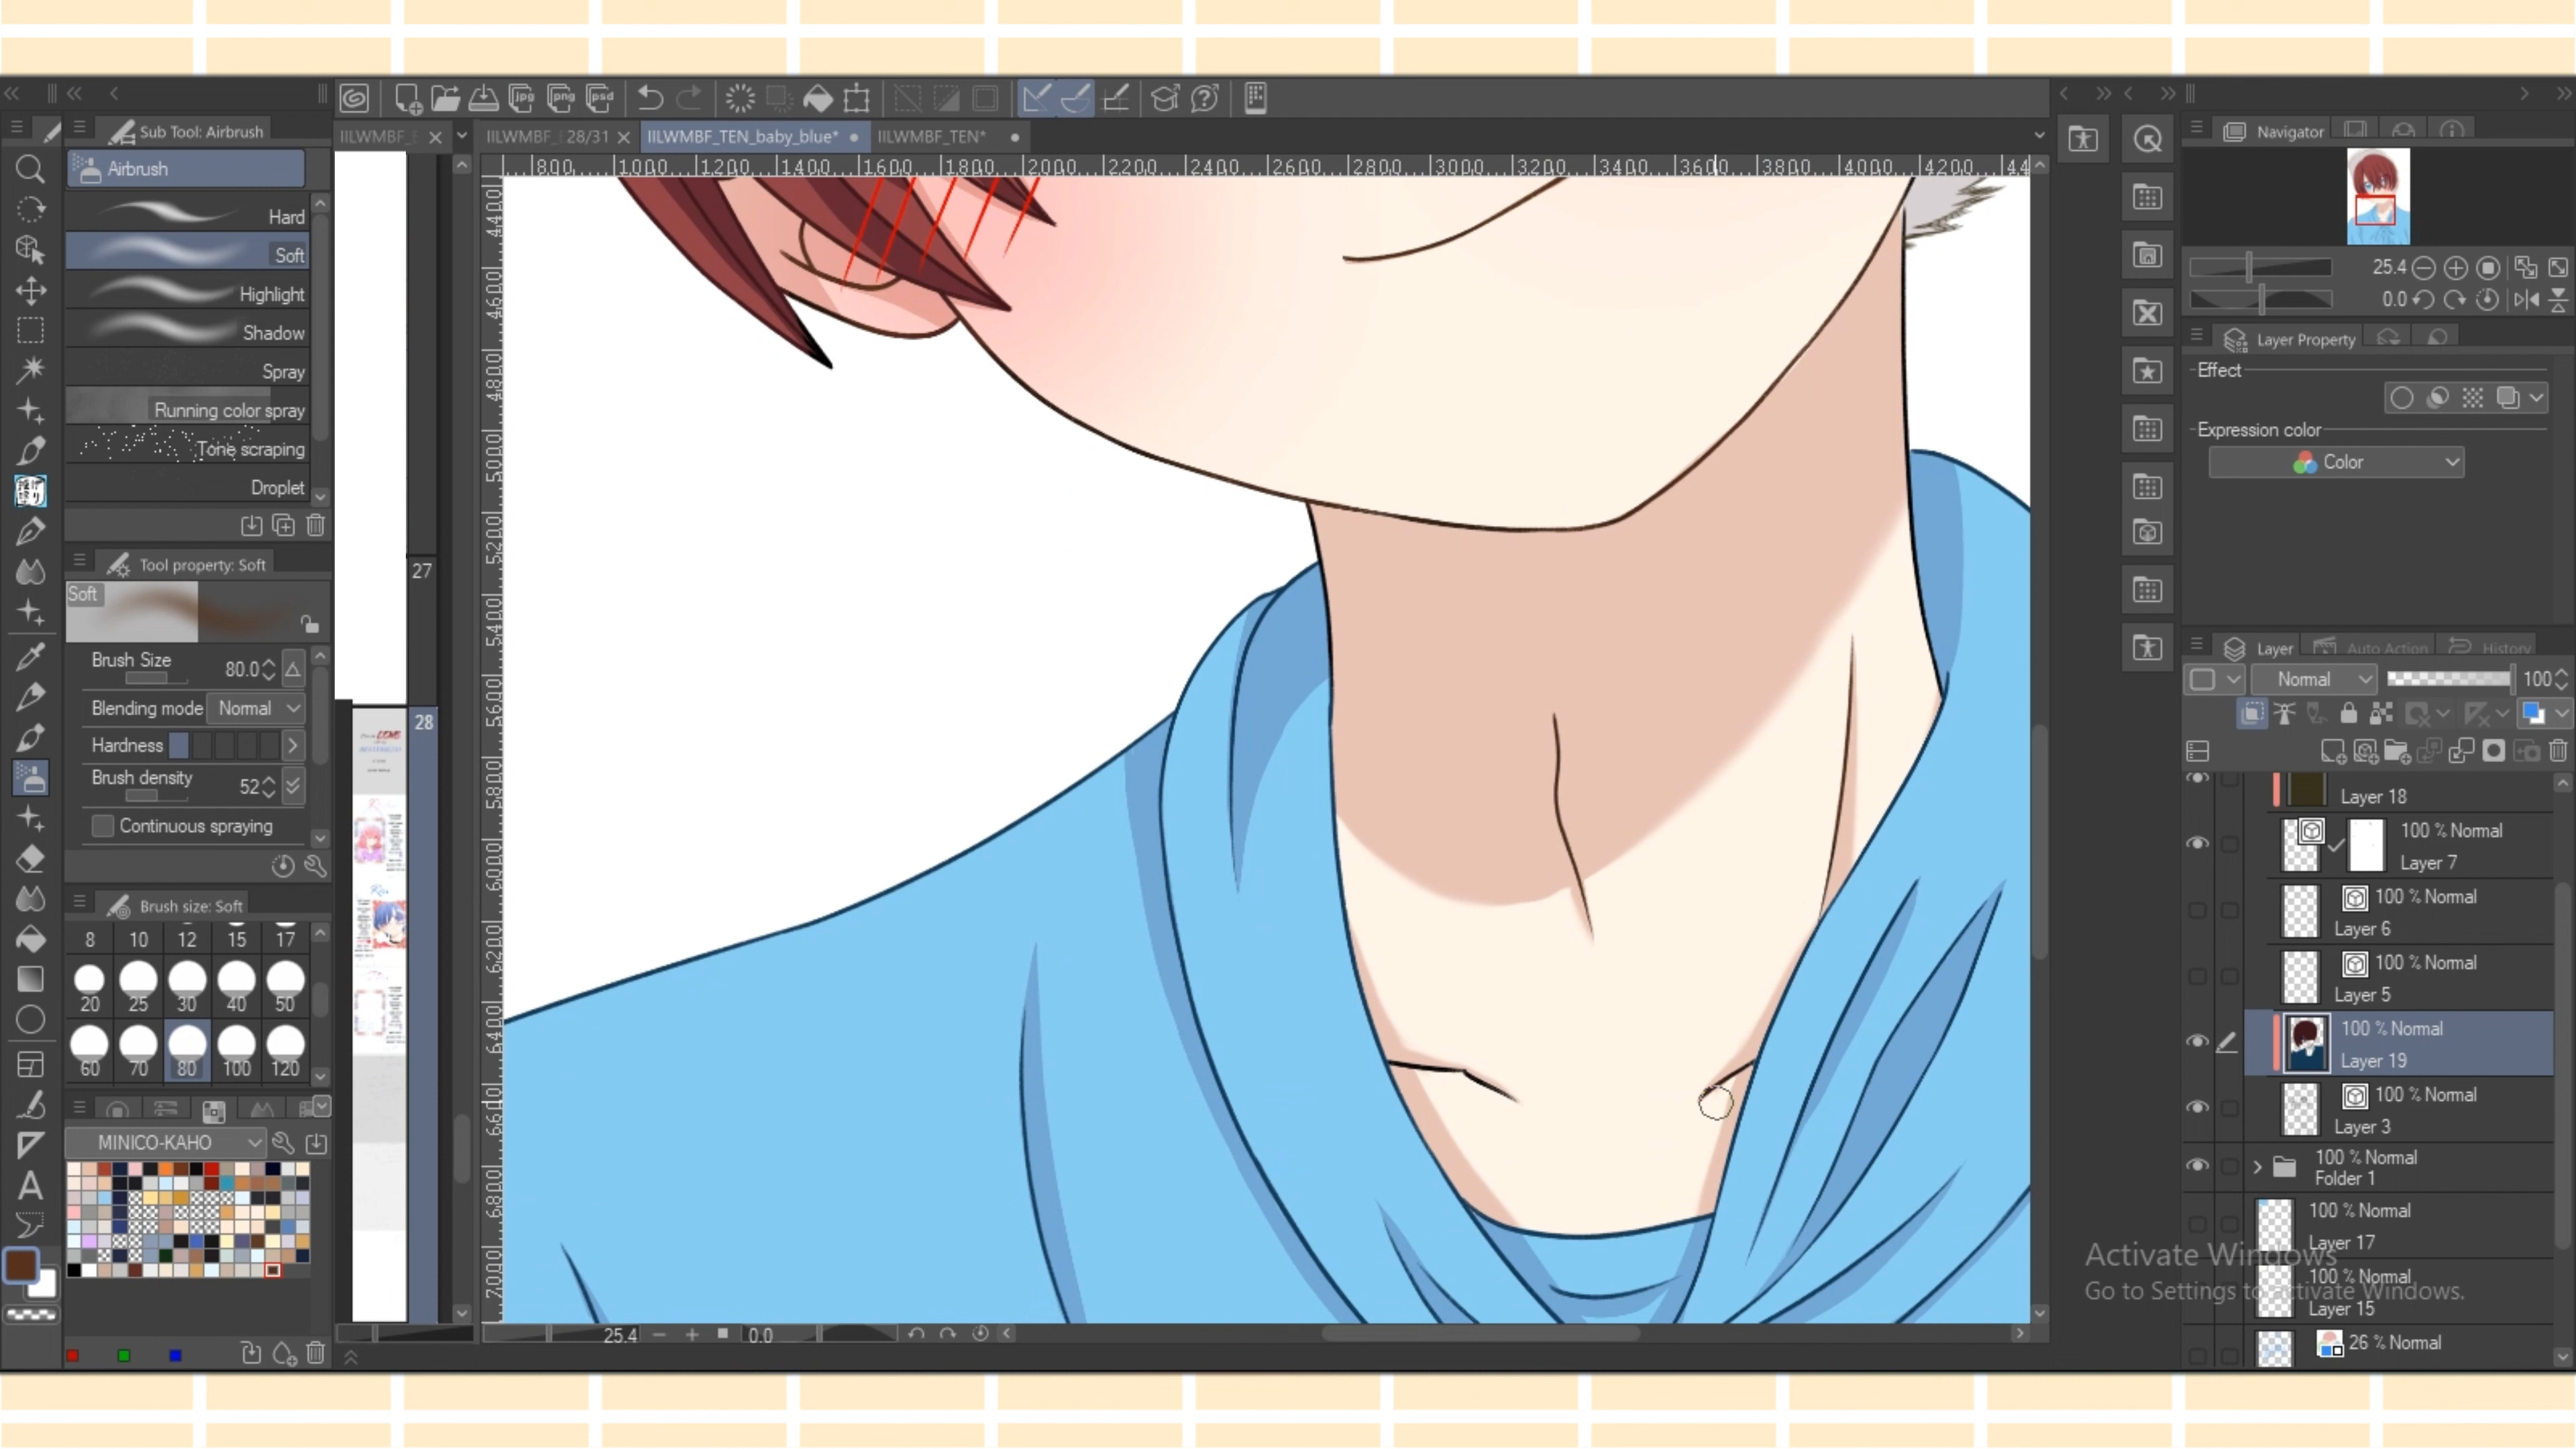 jpg png psd
Sub Tool: Airbrush
Airbrush
Hard
Soft
Highlight
Shadow
Spray
Running color spray
Tone scraping
Droplet
Tool property: Soft
Soft
Brush Size 80.0
Blending mode Normal
Hardness
Brush density 52
Continuous spraying
Brush size: Soft
8 10 12 15 17
20 25 30 40 50
60 70 80 100 120
MINICO-KAHO
IILWMBF_
IILWMBF_ 28/31
IILWMBF_TEN_baby_blue*
IILWMBF_TEN*
800 1000 1200 1400 1600 1800 2000 2200 2400 2600 2800 3000 3200 3400 3600 3800 4000 4200 44
4400
4600
4800
5000
5200
5400
5600
5800
6000
6200
6400
6600
6800
7000
27
28
LOVE
25.4 0.0
Navigator
25.4
0.0
Layer Property
Effect
Expression color
Color
Layer Auto Action History
Normal 100
Layer 18
100 % Normal
Layer 7
100 % Normal
Layer 6
100 % Normal
Layer 5
100 % Normal
Layer 19
100 % Normal
Layer 3
100 % Normal
Folder 1
100 % Normal
Layer 17
100 % Normal
Layer 15
26 % Normal
Activate Windows
Go to Settings to activate Windows.